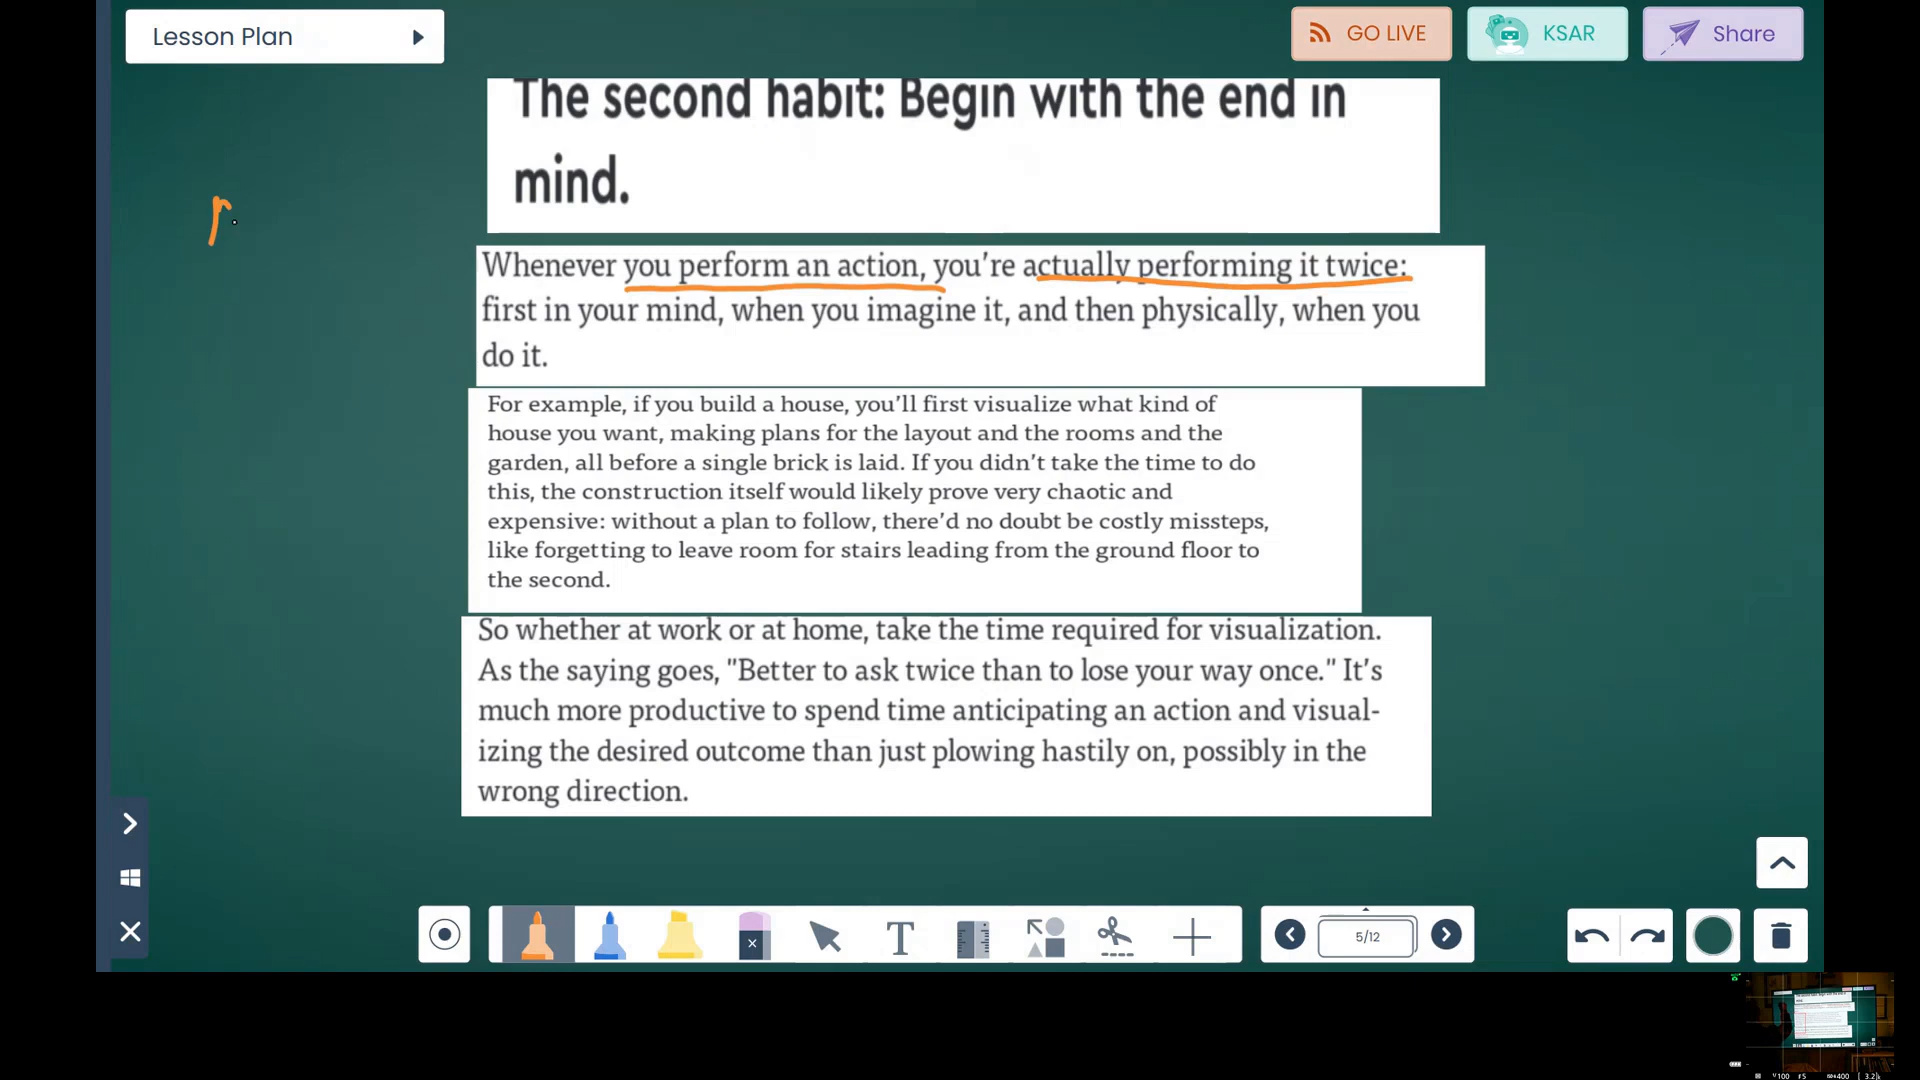 Lesson Plan
GO LIVE
KSAR
Share
The second habit: Begin with the end in
mind.
Whenever you perform an action, you’re actually performing it twice:
first in your mind, when you imagine it, and then physically, when you
do it.
For example, if you build a house, you’ll first visualize what kind of
house you want, making plans for the layout and the rooms and the
garden, all before a single brick is laid. If you didn’t take the time to do
this, the construction itself would likely prove very chaotic and
expensive: without a plan to follow, there’d no doubt be costly missteps,
like forgetting to leave room for stairs leading from the ground floor to
the second.
So whether at work or at home, take the time required for visualization.
As the saying goes, "Better to ask twice than to lose your way once." It’s
much more productive to spend time anticipating an action and visual-
izing the desired outcome than just plowing hastily on, possibly in the
wrong direction.
T
5/12